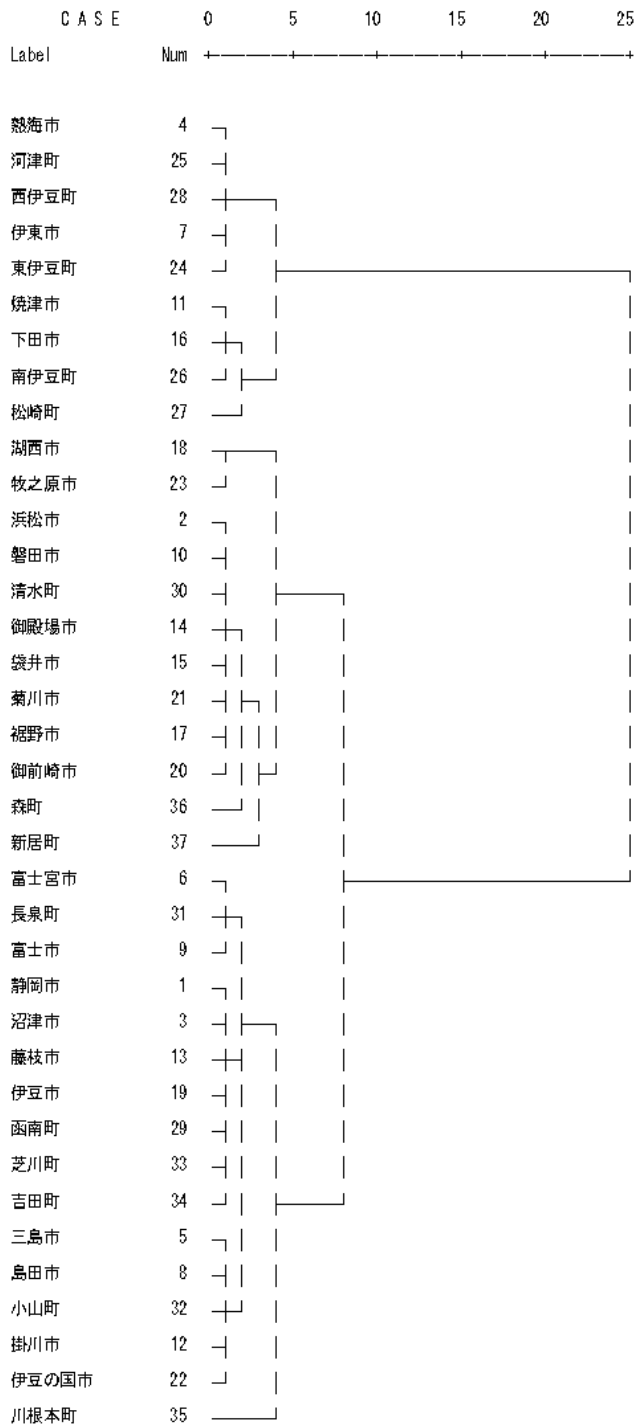 C A S E 0 5 10 15 20 25
Label Num
熱海市 4
河津町 25
西伊豆町 28
伊東市 7
東伊豆町 24
焼津市 11
下田市 16
南伊豆町 26
松崎町 27
湖西市 18
牧之原市 23
浜松市 2
磐田市 10
清水町 30
御殿場市 14
袋井市 15
菊川市 21
裾野市 17
御前崎市 20
森町 36
新居町 37
富士宮市 6
長泉町 31
富士市 9
静岡市 1
沼津市 3
藤枝市 13
伊豆市 19
函南町 29
芝川町 33
吉田町 34
三島市 5
島田市 8
小山町 32
掛川市 12
伊豆の国市 22
川根本町 35